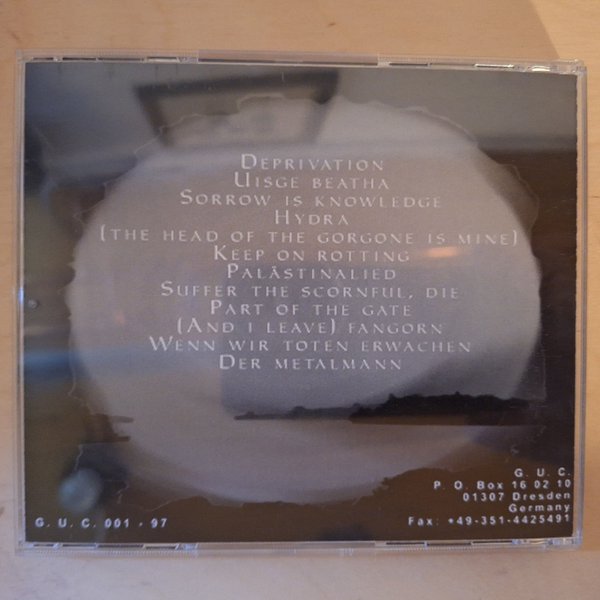 DEPRIVATION
UISGE BEATHA
SORROW IS KNOWLEDGE
HYDRA
(THE HEAD OF THE GORGONE IS MINE)
KEEP ON ROTTING
PALÄSTINALIED
SUFFER THE SCORNFUL, DIE
PART OF THE GATE
(AND I LEAVE) FANGORN
WENN WIR TOTEN ERWACHEN
DER METALMANN
G. U. C.
P. O. Box 16 02 10
01307 Dresden
Germany
Fax: +49-351-4425491
G. U. C. 001 - 97